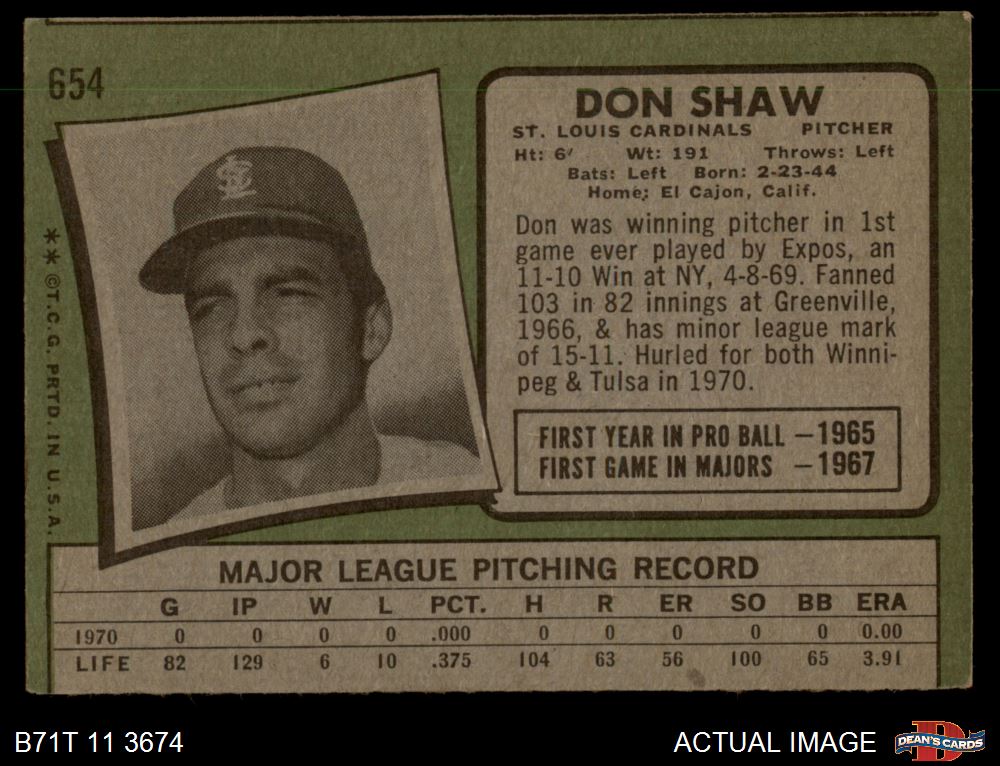 654
DON SHAW
ST. LOUIS CARDINALS PITCHER
Ht: 6' Wt: 191 Throws: Left
Bats: Left Born: 2-23-44
Home: El Cajon, Calif.
Don was winning pitcher in 1st
game ever played by Expos, an
11-10 Win at NY, 4-8-69. Fanned
103 in 82 innings at Greenville,
1966, & has minor league mark
of 15-11. Hurled for both Winni-
peg & Tulsa in 1970.
FIRST YEAR IN PRO BALL —1965
FIRST GAME IN MAJORS —1967
StL
** ©T.C.G. PRTD. IN U.S.A.
MAJOR LEAGUE PITCHING RECORD
G IP W L PCT. H R ER SO BB ERA
1970 0 0 0 0 .000 0 0 0 0 0 0.00
LIFE 82 129 6 10 .375 104 63 56 100 65 3.91
B71T 11 3674
ACTUAL IMAGE
DEAN'S CARDS